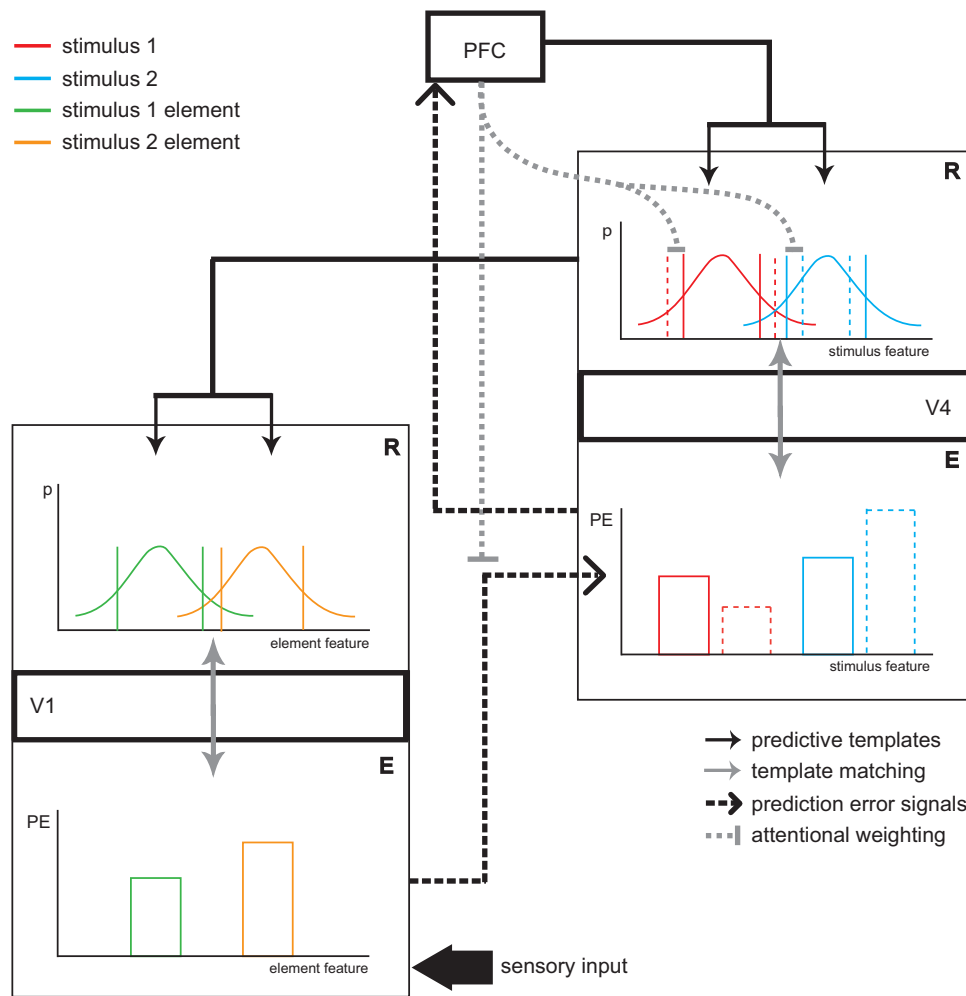 stimulus 1
stimulus 2
stimulus 1 element
stimulus 2 element
PFC
R
p
stimulus feature
V4
E
PE
stimulus feature
R
p
element feature
V1
E
PE
element feature
predictive templates
template matching
prediction error signals
attentional weighting
sensory input